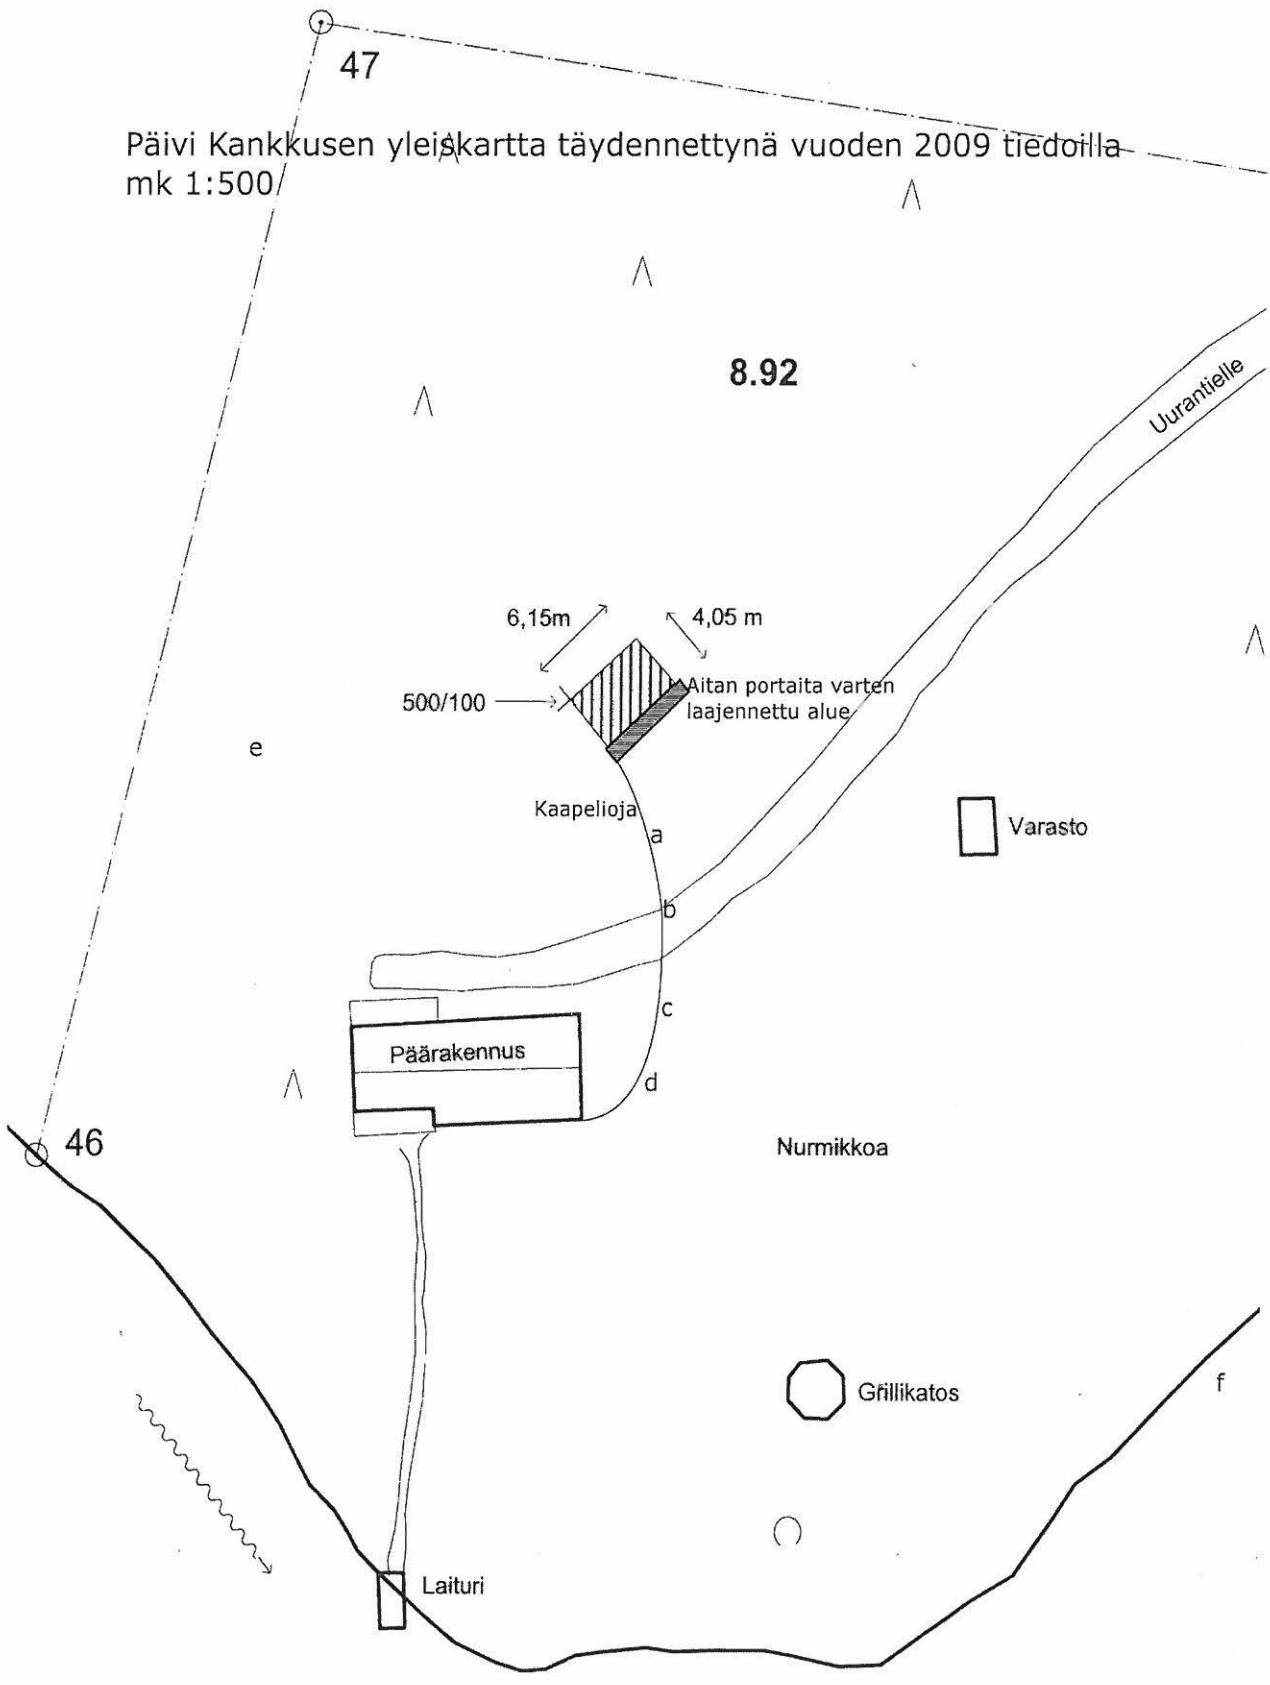 47
Päivi Kankkusen yleiskartta täydennettynä vuoden 2009 tiedoilla
mk 1:500
8.92
Uurantielle
6,15m
4,05 m
500/100
Aitan portaita varten
laajennettu alue
e
Kaapelioja
a
Varasto
b
c
Päärakennus
d
46
Nurmikkoa
Grillikatos
f
Laituri